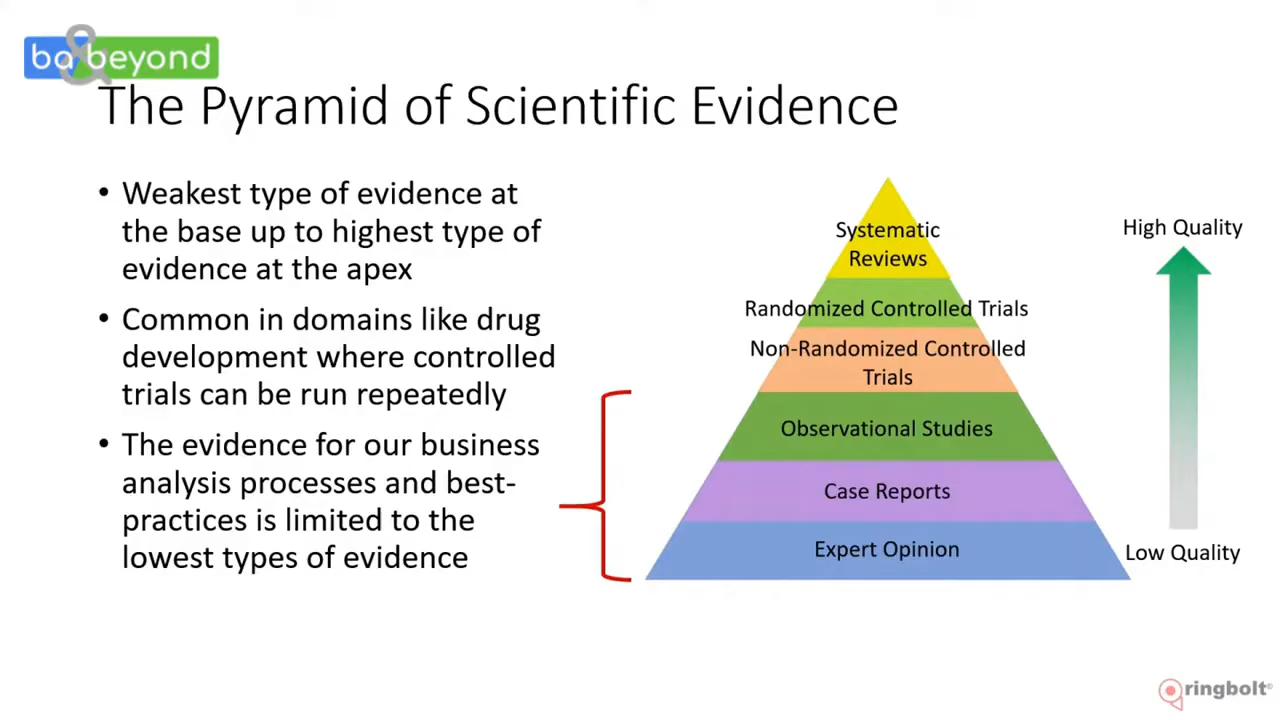 ba&beyond
The Pyramid of Scientific Evidence
• Weakest type of evidence at
the base up to highest type of
evidence at the apex
• Common in domains like drug
development where controlled
trials can be run repeatedly
• The evidence for our business
analysis processes and best-
practices is limited to the
lowest types of evidence
Systematic
Reviews
Randomized Controlled Trials
Non-Randomized Controlled
Trials
Observational Studies
Case Reports
Expert Opinion
High Quality
Low Quality
ringbolt©